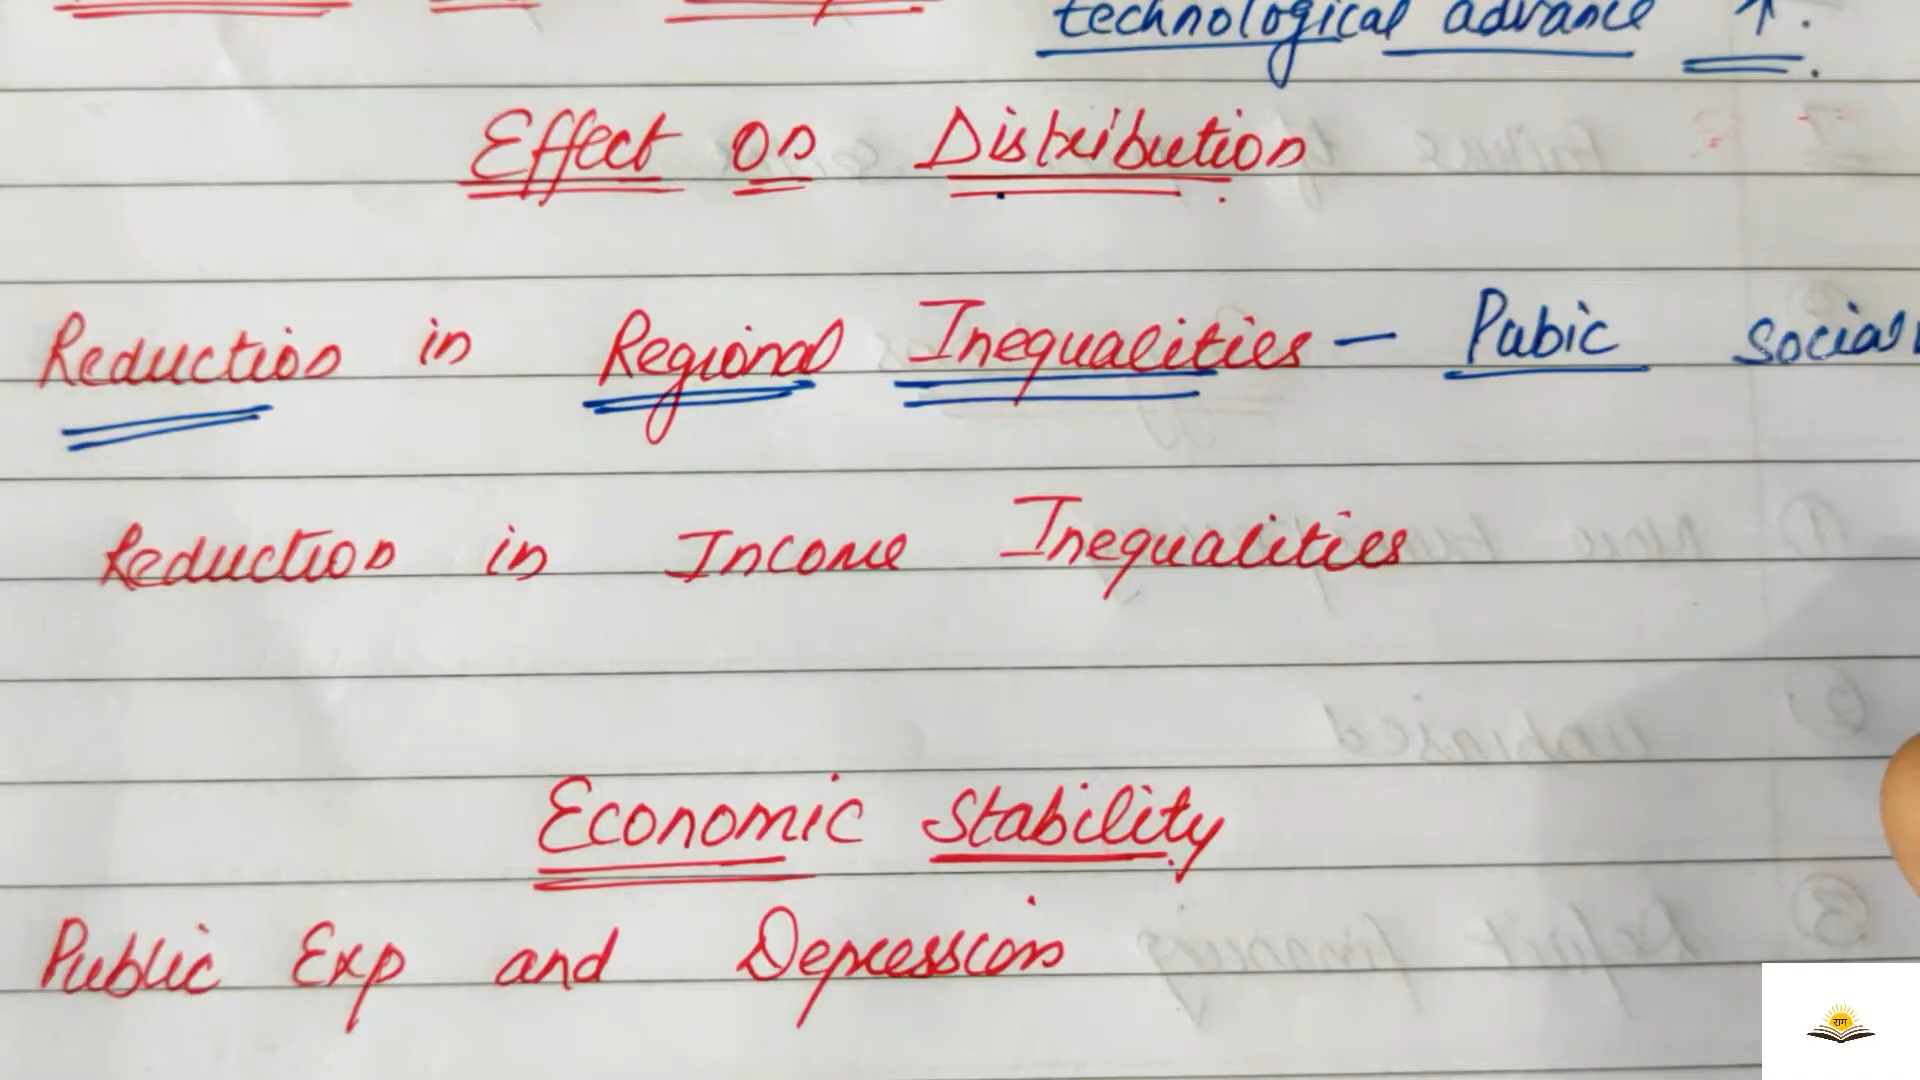 technological advance ↑.
Effect on Distribution
Reduction in Regional Inequalities — Pubic social
Reduction in Income Inequalities
Economic Stability
Public Exp and Depression
राग